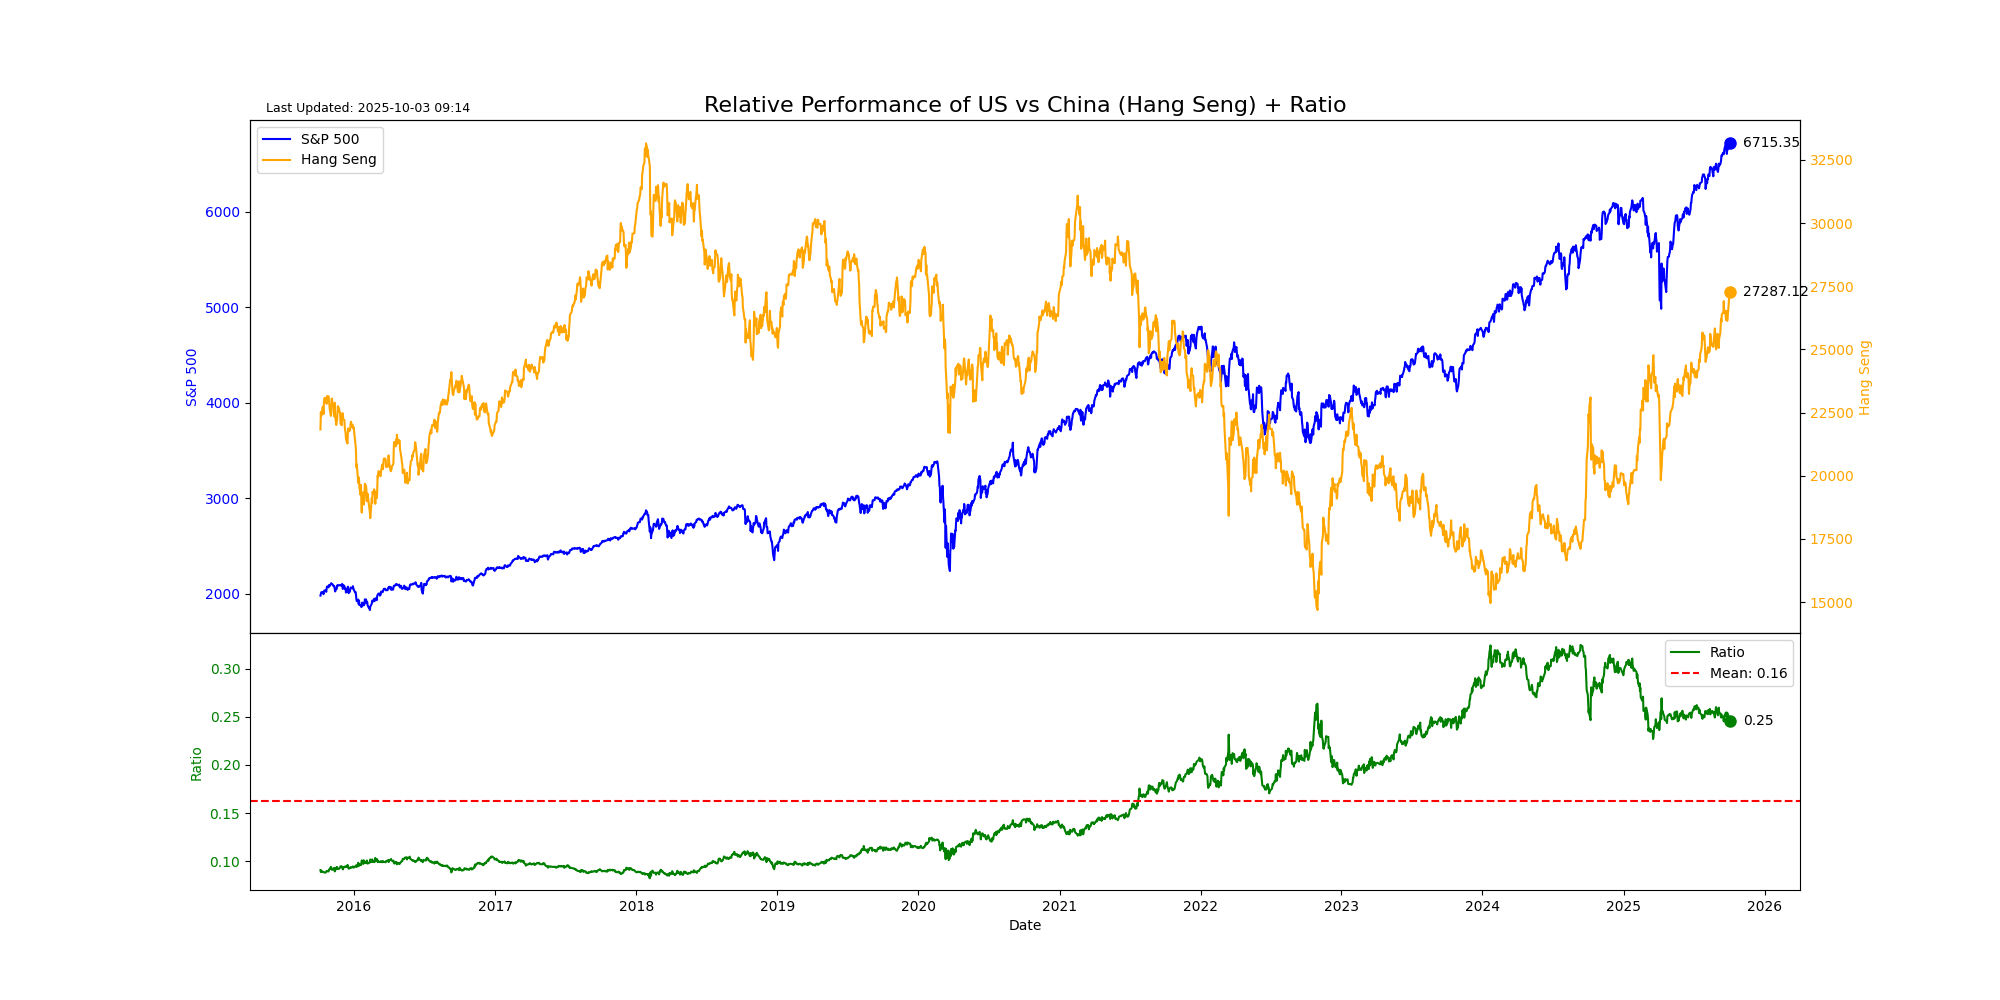 Last Updated: 2025-10-03 09:14
Relative Performance of US vs China (Hang Seng) + Ratio
S&P 500
Hang Seng
6715.35
27287.12
6000
5000
4000
3000
2000
S&P 500
32500
30000
27500
25000
22500
20000
17500
15000
Hang Seng
Ratio
Mean: 0.16
0.25
0.30
0.25
0.20
0.15
0.10
Ratio
2016 2017 2018 2019 2020 2021 2022 2023 2024 2025 2026
Date